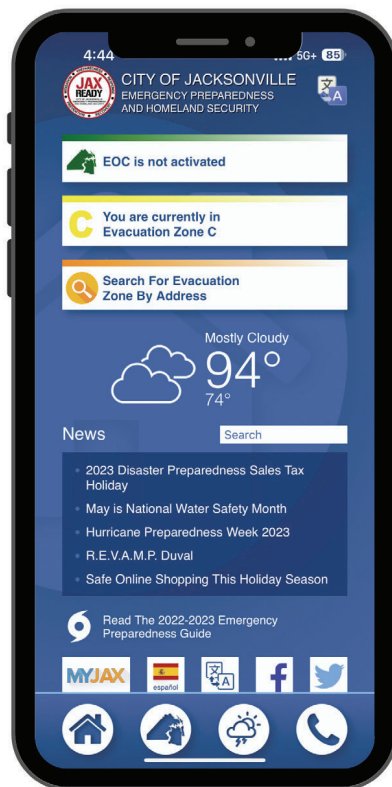 4:44
5G+ 85
JAX
READY
CITY OF JACKSONVILLE
EMERGENCY PREPAREDNESS
AND HOMELAND SECURITY
文
A
EOC is not activated
C
You are currently in
Evacuation Zone C
Search For Evacuation
Zone By Address
Mostly Cloudy
94°
74°
News
Search
2023 Disaster Preparedness Sales Tax
Holiday
May is National Water Safety Month
Hurricane Preparedness Week 2023
R.E.V.A.M.P. Duval
Safe Online Shopping This Holiday Season
Read The 2022-2023 Emergency
Preparedness Guide
MYJAX
español
文
A
f